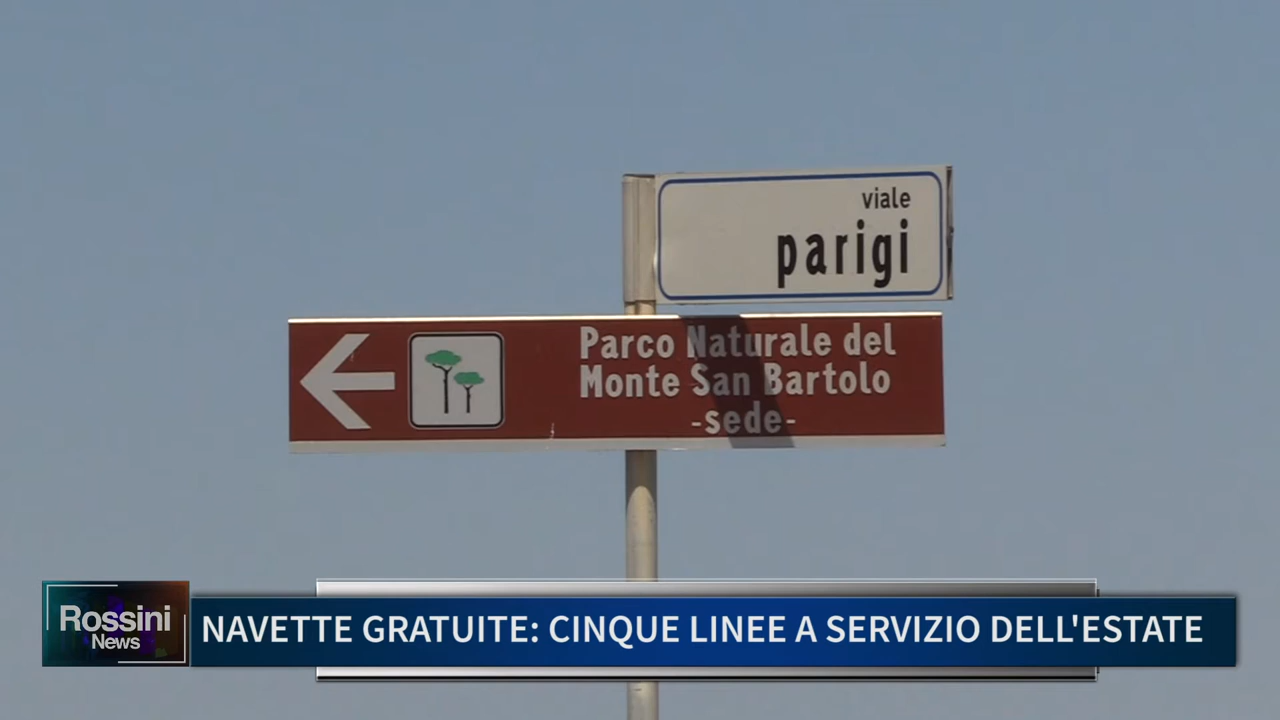 viale
parigi
Parco Naturale del
Monte San Bartolo
-sede-
Rossini
News
NAVETTE GRATUITE: CINQUE LINEE A SERVIZIO DELL'ESTATE